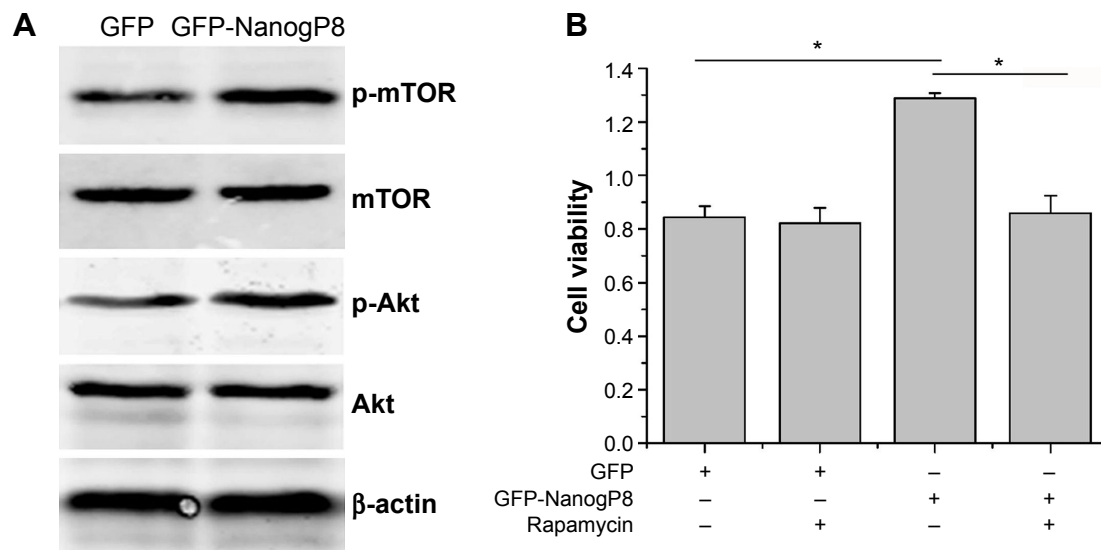 A
GFP GFP-NanogP8
p-mTOR
mTOR
p-Akt
Akt
β-actin
B
* *
1.4
1.2
1.0
0.8
0.6
0.4
0.2
0.0
Cell viability
GFP + + – –
GFP-NanogP8 – – + +
Rapamycin – + – +